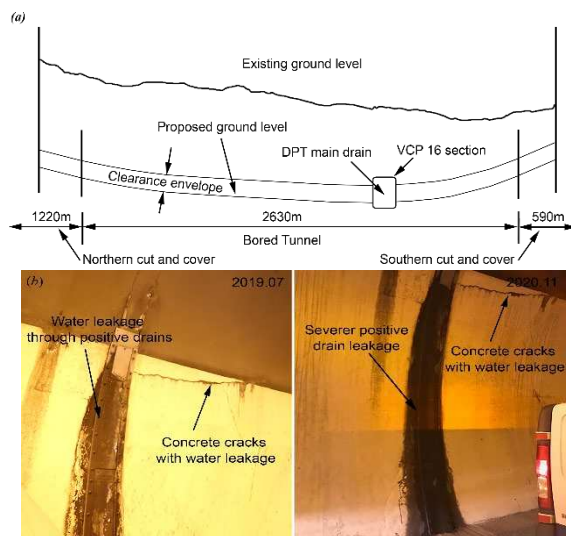 (a)
Existing ground level
Proposed ground level
DPT main drain
VCP 16 section
Clearance envelope
1220m
2630m
590m
Bored Tunnel
Northern cut and cover
Southern cut and cover
(b)
2019.07
Water leakage
through positive drains
Concrete cracks
with water leakage
2020.11
Severer positive
drain leakage
Concrete cracks
with water leakage